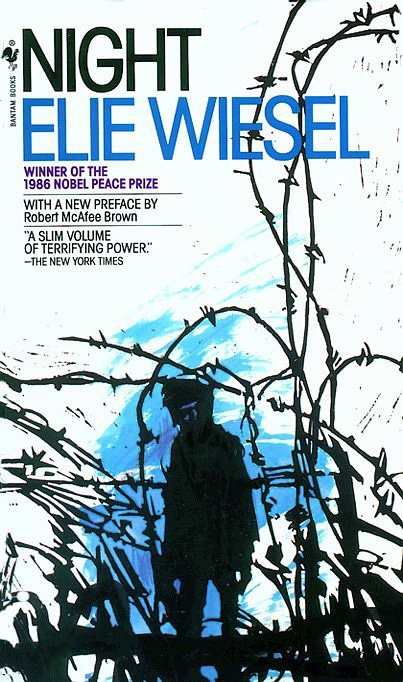 BANTAM BOOKS
NIGHT
ELIE WIESEL
WINNER OF THE
1986 NOBEL PEACE PRIZE
WITH A NEW PREFACE BY
Robert McAfee Brown
"A SLIM VOLUME
OF TERRIFYING POWER."
—THE NEW YORK TIMES